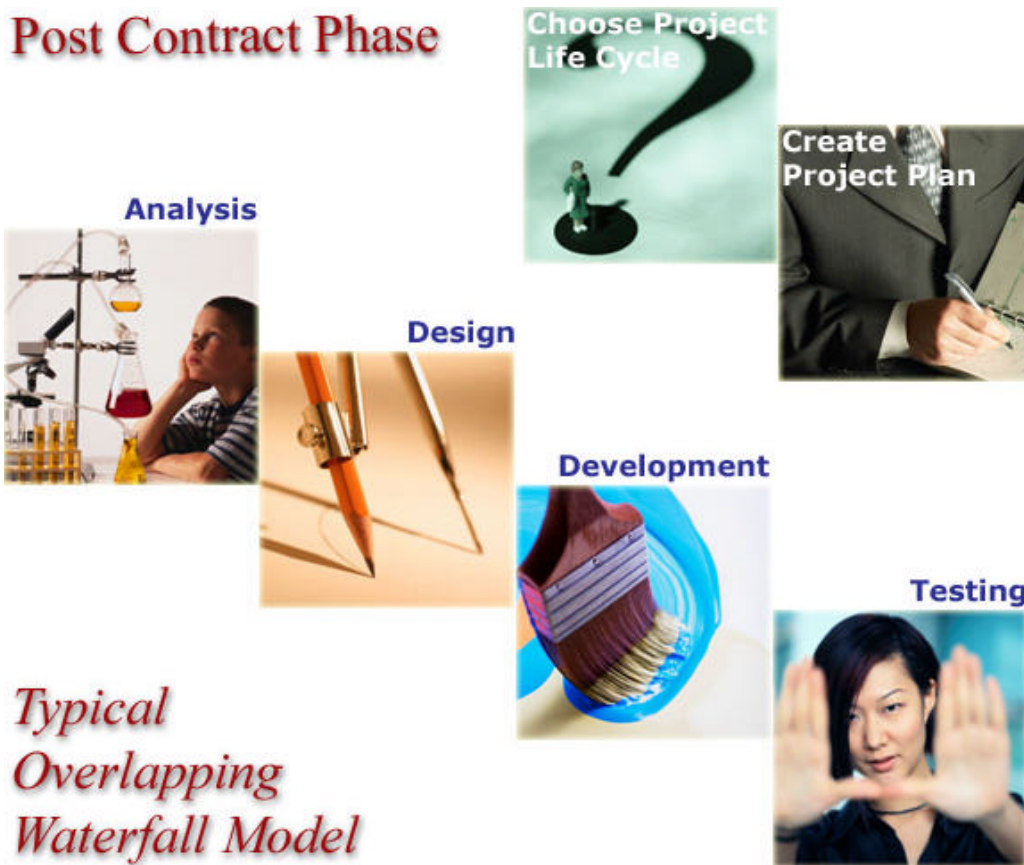 Post Contract Phase
Choose Project
Life Cycle
Create
Project Plan
Analysis
Design
Development
Testing
Typical
Overlapping
Waterfall Model